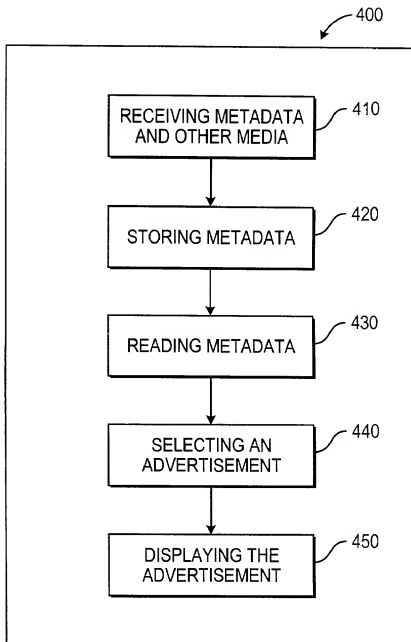 400
RECEIVING METADATA
AND OTHER MEDIA
410
STORING METADATA
420
READING METADATA
430
SELECTING AN
ADVERTISEMENT
440
DISPLAYING THE
ADVERTISEMENT
450